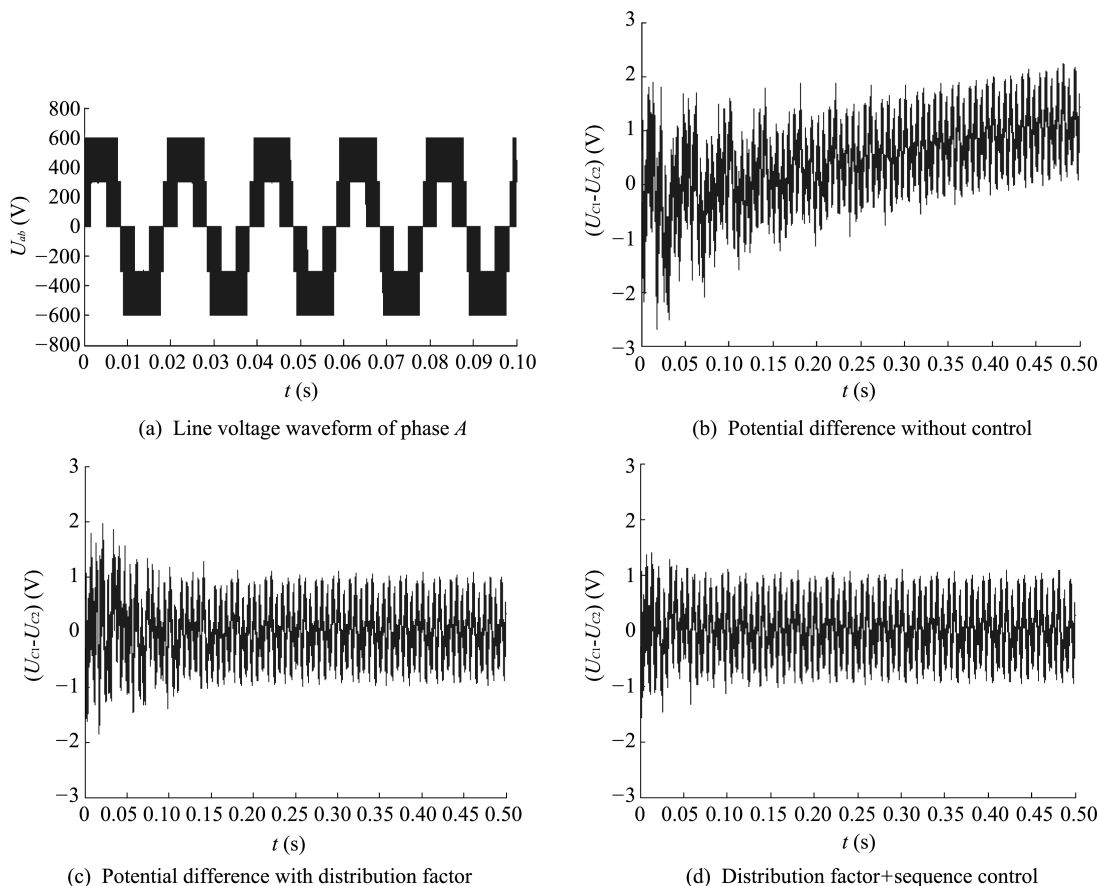 800
600
400
200
0
−200
−400
−600
−800
U_ab (V)
0 0.01 0.02 0.03 0.04 0.05 0.06 0.07 0.08 0.09 0.10
t (s)
(a) Line voltage waveform of phase A
3
2
1
0
−1
−2
−3
(U_C1-U_C2) (V)
0 0.05 0.10 0.15 0.20 0.25 0.30 0.35 0.40 0.45 0.50
t (s)
(b) Potential difference without control
3
2
1
0
−1
−2
−3
(U_C1-U_C2) (V)
0 0.05 0.10 0.15 0.20 0.25 0.30 0.35 0.40 0.45 0.50
t (s)
(c) Potential difference with distribution factor
3
2
1
0
−1
−2
−3
(U_C1-U_C2) (V)
0 0.05 0.10 0.15 0.20 0.25 0.30 0.35 0.40 0.45 0.50
t (s)
(d) Distribution factor+sequence control